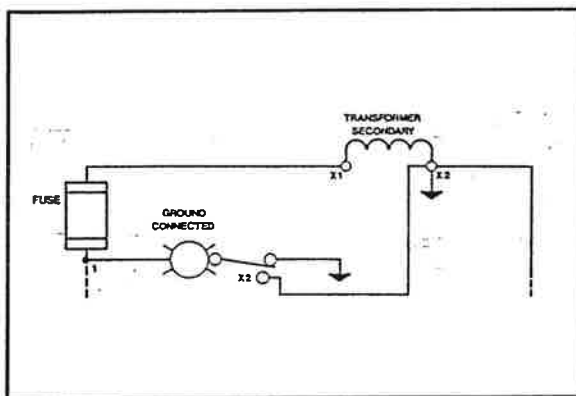 TRANSFORMER
SECONDARY
X1
X2
FUSE
GROUND
CONNECTED
1
X2